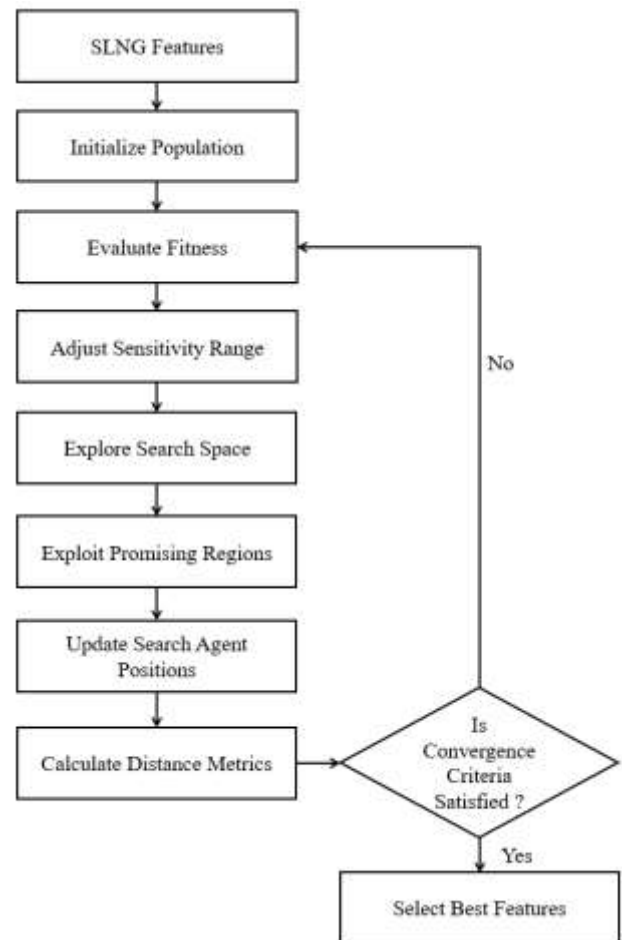 SLNG Features
Initialize Population
Evaluate Fitness
Adjust Sensitivity Range
Explore Search Space
Exploit Promising Regions
Update Search Agent
Positions
Calculate Distance Metrics
Is
Convergence
Criteria
Satisfied ?
No
Yes
Select Best Features